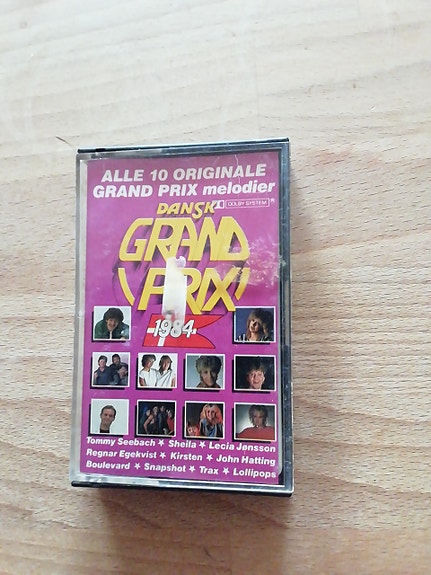 ALLE 10 ORIGINALE
GRAND PRIX melodier
DOLBY SYSTEM
DANSK
GRAND
PRIX
1984
Tommy Seebach ★ Sheila ★ Lecia Jønsson
Regnar Egekvist ★ Kirsten ★ John Hatting
Boulevard ★ Snapshot ★ Trax ★ Lollipops